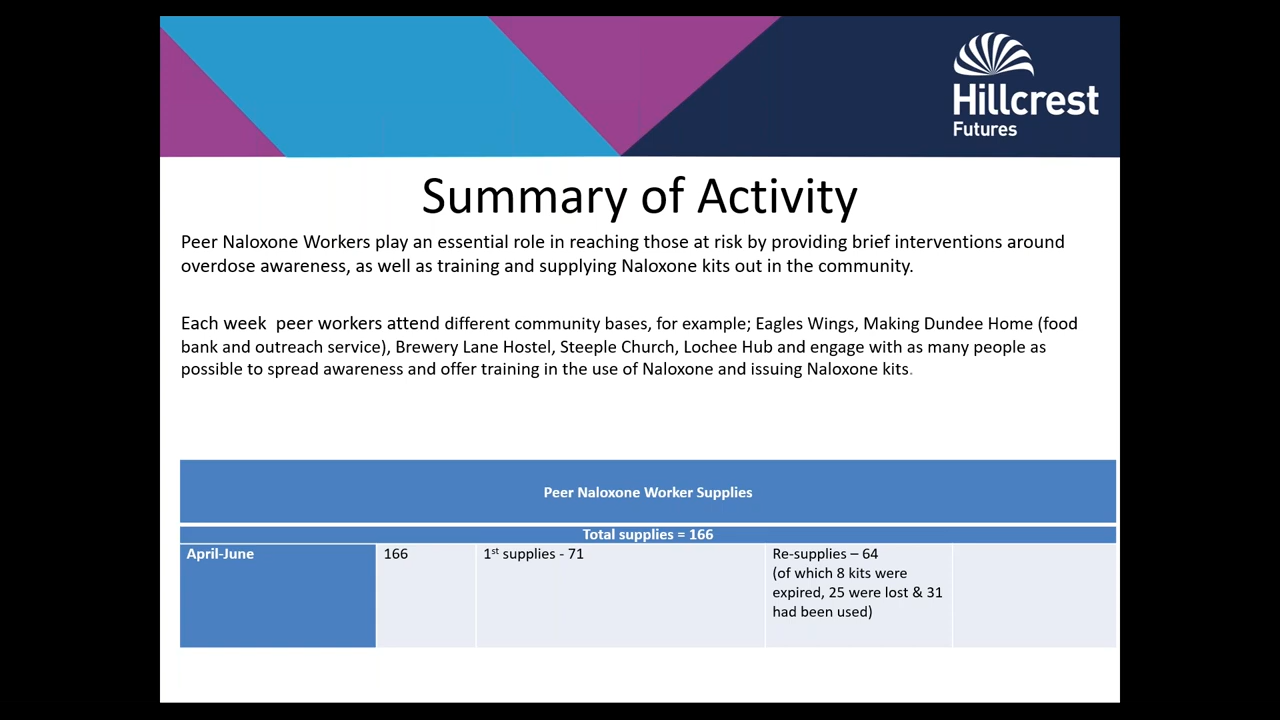 Hillcrest
Futures
Summary of Activity
Peer Naloxone Workers play an essential role in reaching those at risk by providing brief interventions around
overdose awareness, as well as training and supplying Naloxone kits out in the community.
Each week  peer workers attend different community bases, for example; Eagles Wings, Making Dundee Home (food
bank and outreach service), Brewery Lane Hostel, Steeple Church, Lochee Hub and engage with as many people as
possible to spread awareness and offer training in the use of Naloxone and issuing Naloxone kits.
Peer Naloxone Worker Supplies
Total supplies = 166
April-June
166
1st supplies - 71
Re-supplies – 64
(of which 8 kits were
expired, 25 were lost & 31
had been used)